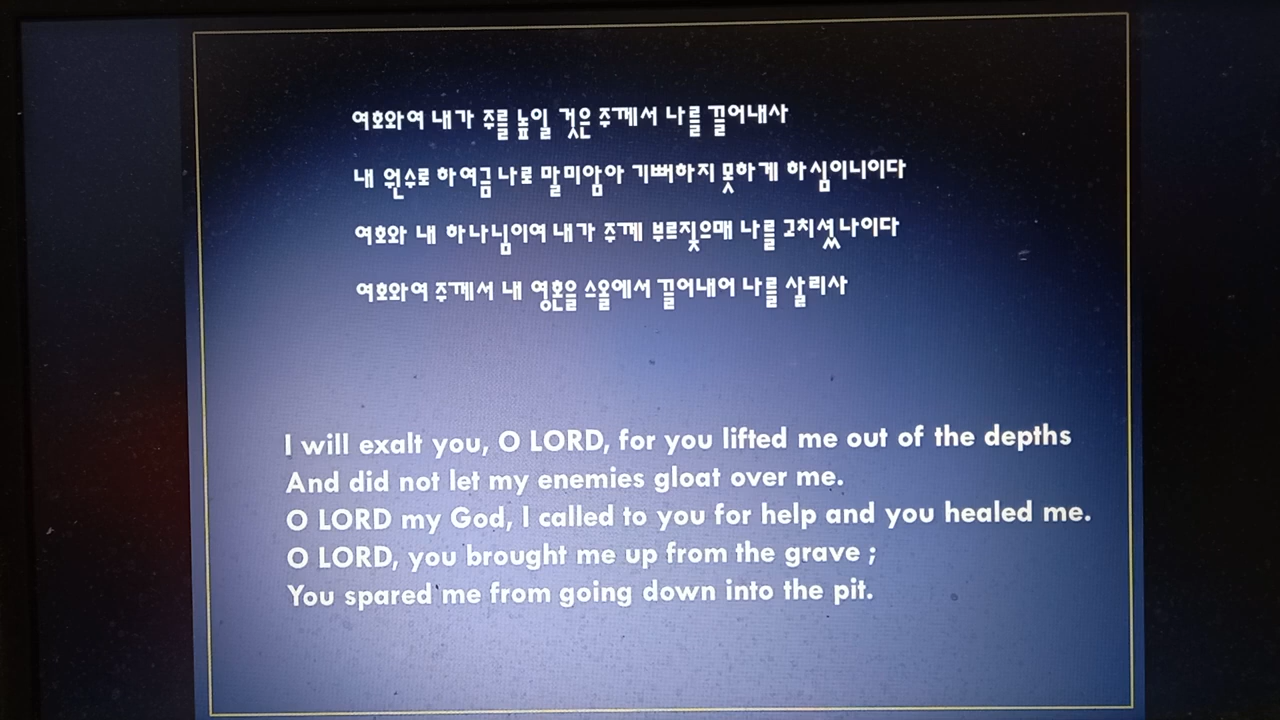 여호와여 내가 주를 높일 것은 주께서 나를 끌어내사
내 원수로 하여금 나로 말미암아 기뻐하지 못하게 하심이니이다
여호와 내 하나님이여 내가 주께 부르짖으매 나를 고치셨나이다
여호와여 주께서 내 영혼을 스올에서 끌어내어 나를 살리사
I will exalt you, O LORD, for you lifted me out of the depths
And did not let my enemies gloat over me.
O LORD my God, I called to you for help and you healed me.
O LORD, you brought me up from the grave ;
You spared me from going down into the pit.